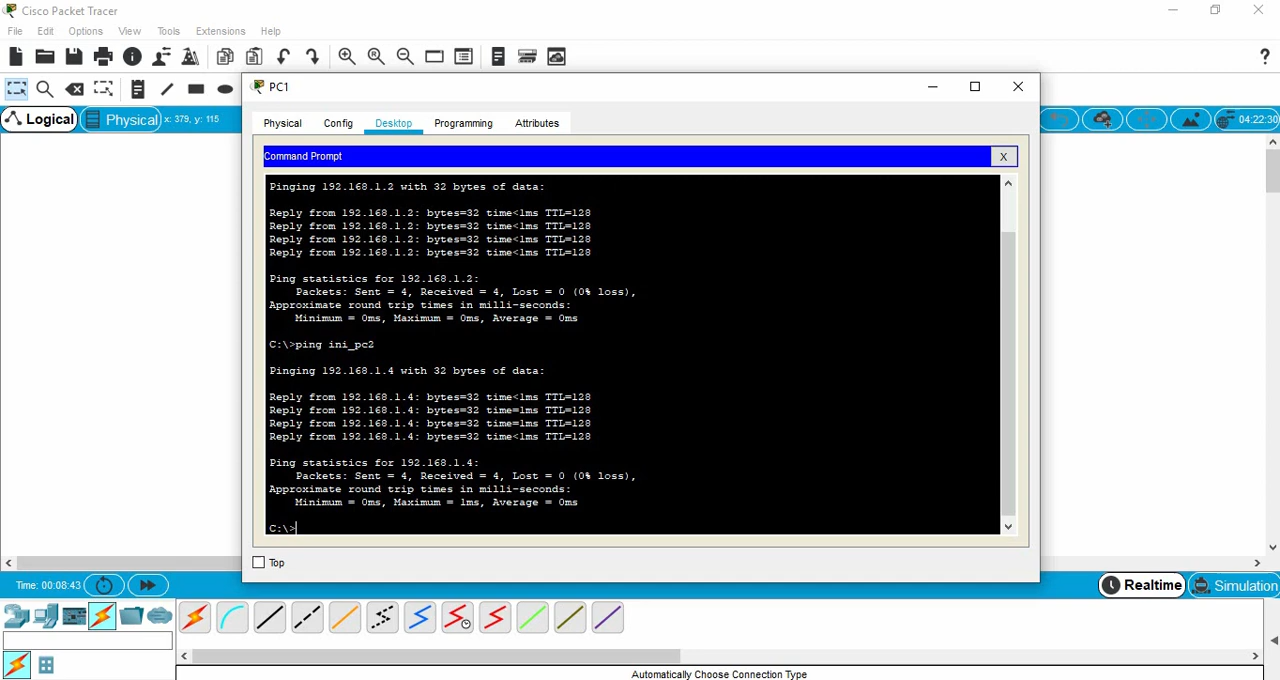 Cisco Packet Tracer
File Edit Options View Tools Extensions Help
?
PC1
Logical Physical x: 379, y: 115 04:22:30
Physical Config Desktop Programming Attributes
Command Prompt X
Pinging 192.168.1.2 with 32 bytes of data:
Reply from 192.168.1.2: bytes=32 time<1ms TTL=128
Reply from 192.168.1.2: bytes=32 time<1ms TTL=128
Reply from 192.168.1.2: bytes=32 time<1ms TTL=128
Reply from 192.168.1.2: bytes=32 time<1ms TTL=128
Ping statistics for 192.168.1.2:
Packets: Sent = 4, Received = 4, Lost = 0 (0% loss),
Approximate round trip times in milli-seconds:
Minimum = 0ms, Maximum = 0ms, Average = 0ms
C:\>ping ini_pc2
Pinging 192.168.1.4 with 32 bytes of data:
Reply from 192.168.1.4: bytes=32 time<1ms TTL=128
Reply from 192.168.1.4: bytes=32 time=1ms TTL=128
Reply from 192.168.1.4: bytes=32 time=1ms TTL=128
Reply from 192.168.1.4: bytes=32 time<1ms TTL=128
Ping statistics for 192.168.1.4:
Packets: Sent = 4, Received = 4, Lost = 0 (0% loss),
Approximate round trip times in milli-seconds:
Minimum = 0ms, Maximum = 1ms, Average = 0ms
C:\>
Top
Time: 00:08:43 Realtime Simulation
Automatically Choose Connection Type